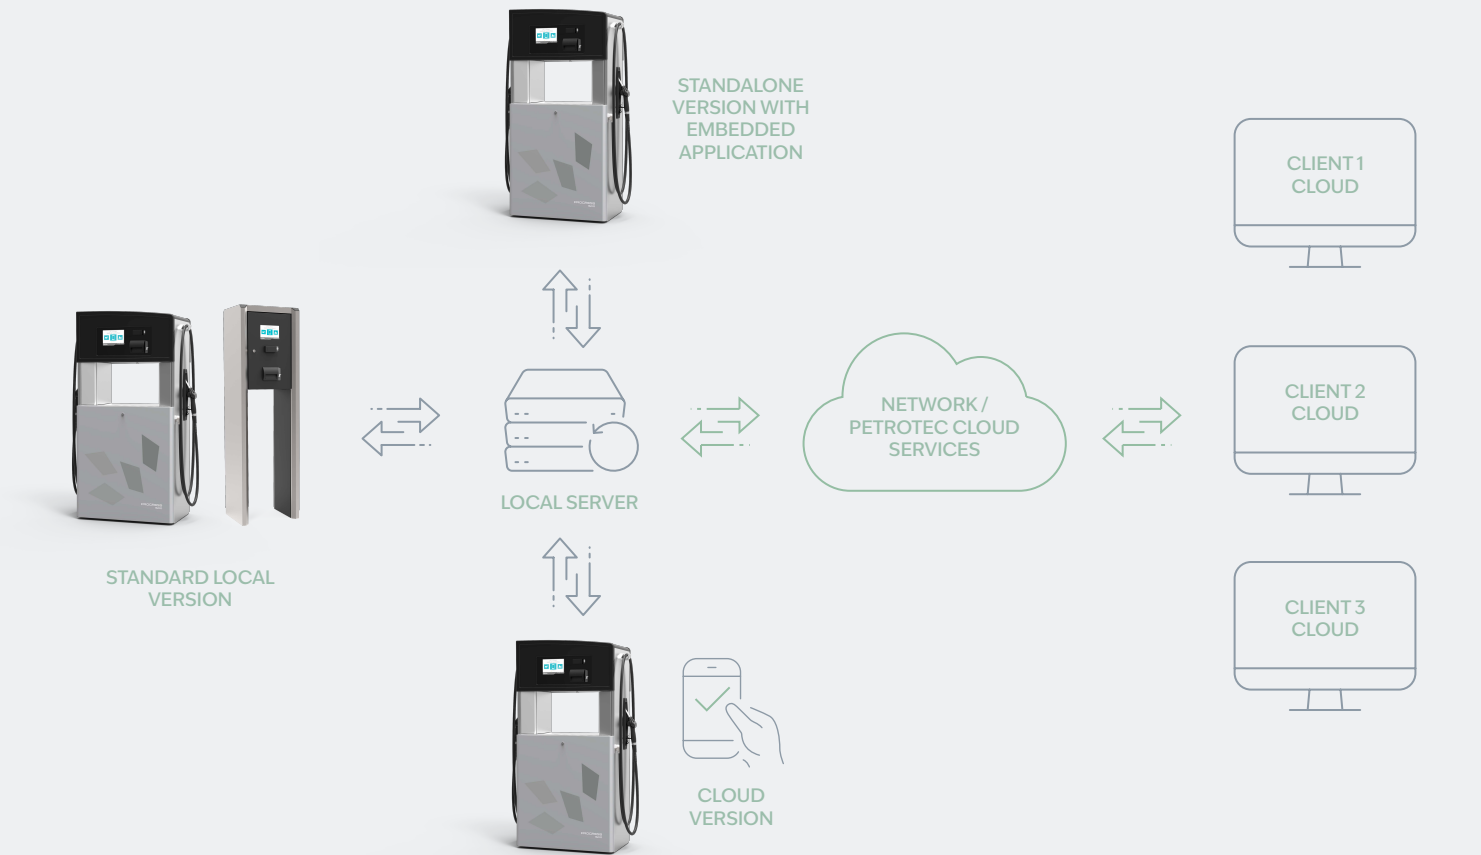 STANDALONE
VERSION WITH
EMBEDDED
APPLICATION
CLIENT 1
CLOUD
NETWORK /
PETROTEC CLOUD
SERVICES
CLIENT 2
CLOUD
LOCAL SERVER
STANDARD LOCAL
VERSION
CLIENT 3
CLOUD
CLOUD
VERSION